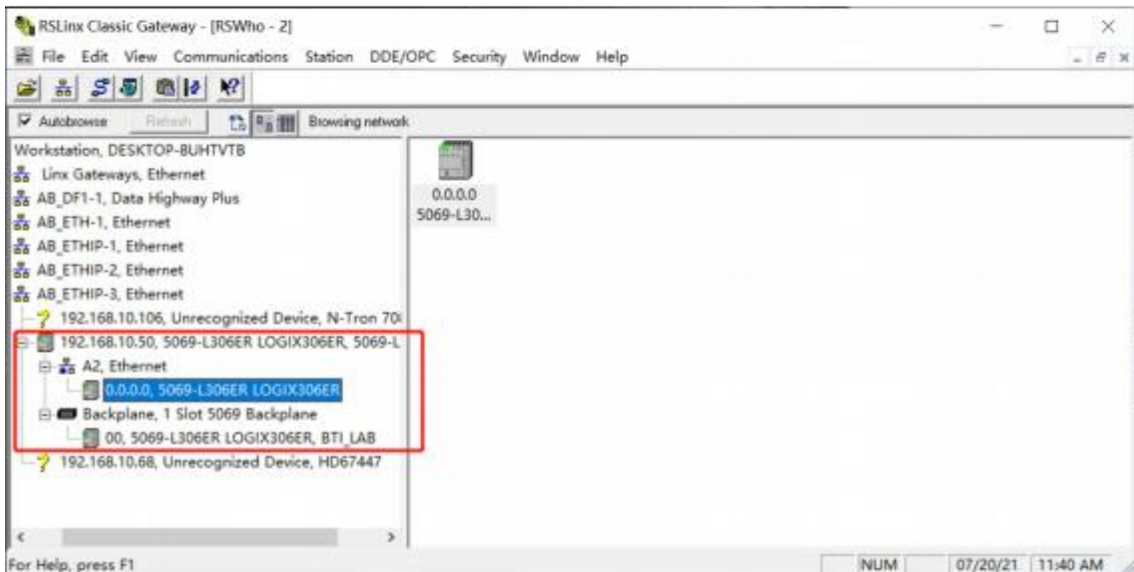 RSLinx Classic Gateway - [RSWho - 2]
File Edit View Communications Station DDE/OPC Security Window Help
Autobrowse Refresh Browsing network
Workstation, DESKTOP-8UHTVTB
Linx Gateways, Ethernet
AB_DF1-1, Data Highway Plus
AB_ETH-1, Ethernet
AB_ETHIP-1, Ethernet
AB_ETHIP-2, Ethernet
AB_ETHIP-3, Ethernet
192.168.10.106, Unrecognized Device, N-Tron
192.168.10.50, 5069-L306ER LOGIX306ER, 5069-L
A2, Ethernet
0.0.0.0, 5069-L306ER LOGIX306ER
Backplane, 1 Slot 5069 Backplane
00, 5069-L306ER LOGIX306ER, BTI_LAB
192.168.10.68, Unrecognized Device, HD67447
0.0.0.0
5069-L30...
For Help, press F1
NUM 07/20/21 11:40 AM